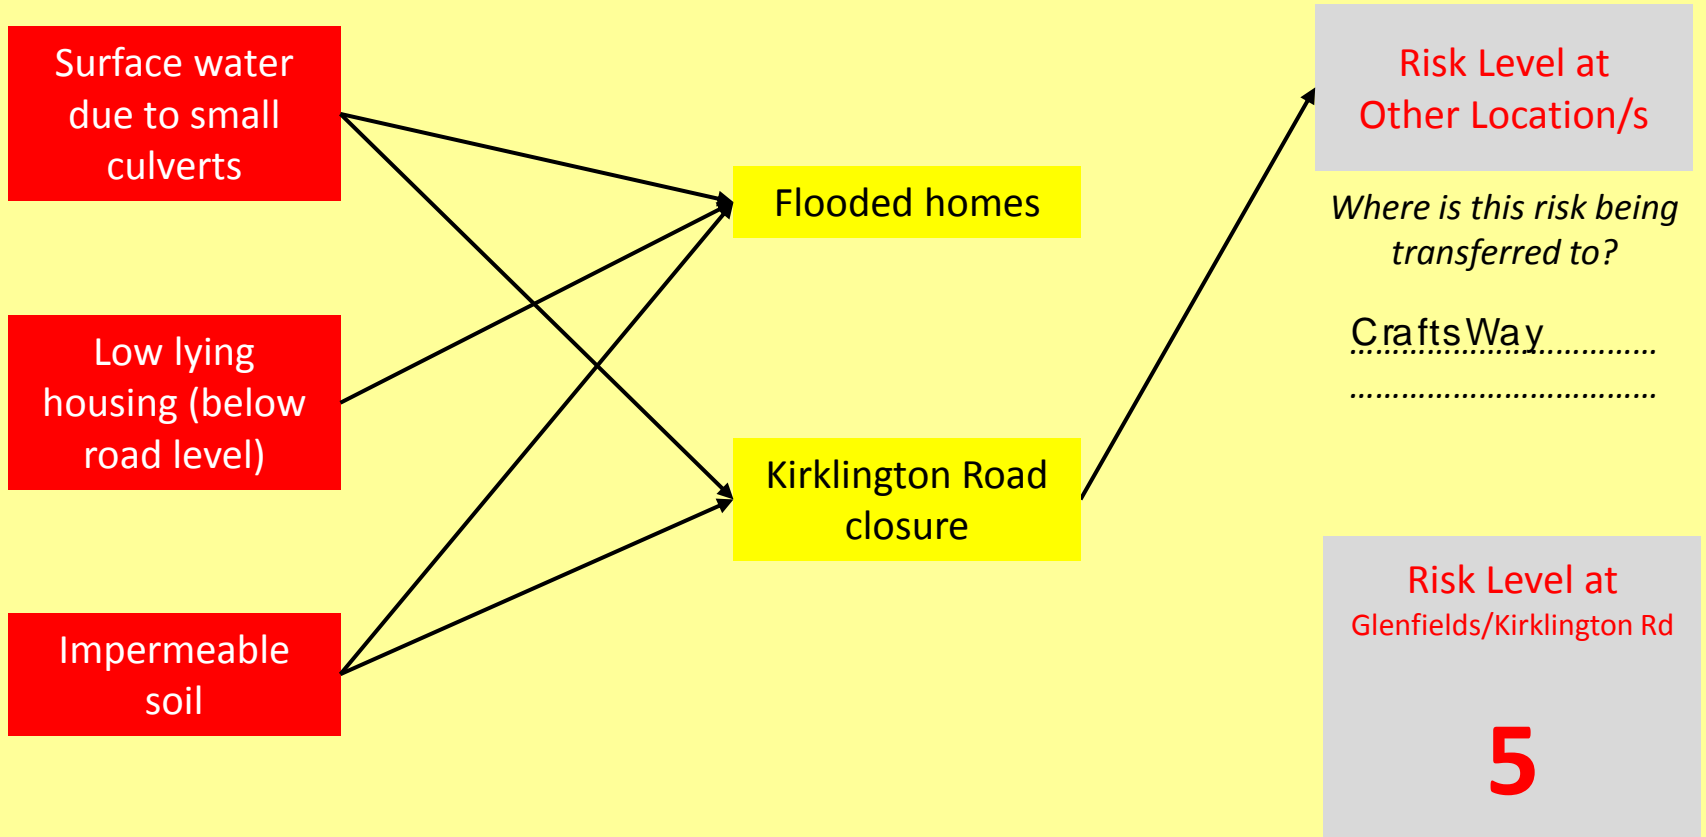 Surface water
due to small
culverts
Low lying
housing (below
road level)
Impermeable
soil
Flooded homes
Kirklington Road
closure
Risk Level at
Other Location/s
Where is this risk being
transferred to?
Crafts Way
Risk Level at
Glenfields/Kirklington Rd
5